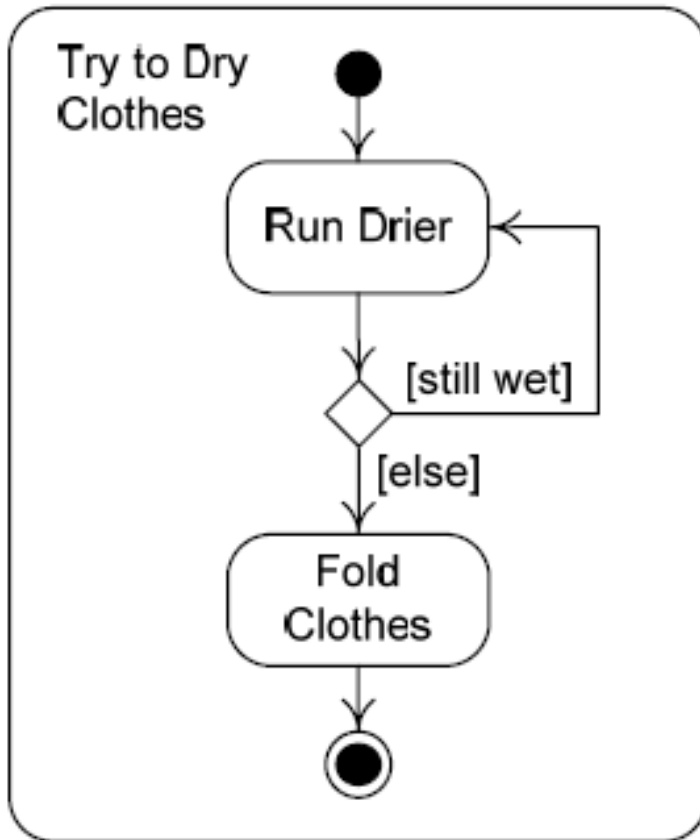 Try to Dry
Clothes
Run Drier
[still wet]
[else]
Fold
Clothes